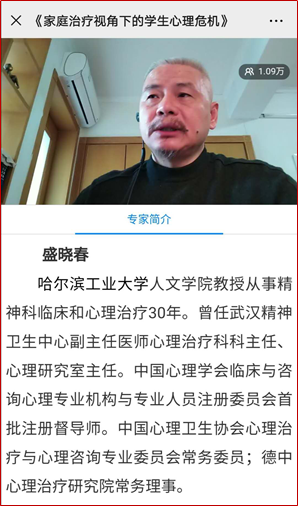 《家庭治疗视角下的学生心理危机》
1.09万
专家简介
盛晓春
哈尔滨工业大学人文学院教授从事精
神科临床和心理治疗30年。曾任武汉精神
卫生中心副主任医师心理治疗科科主任、
心理研究室主任。中国心理学会临床与咨
询心理专业机构与专业人员注册委员会首
批注册督导师。中国心理卫生协会心理治
疗与心理咨询专业委员会常务委员；德中
心理治疗研究院常务理事。